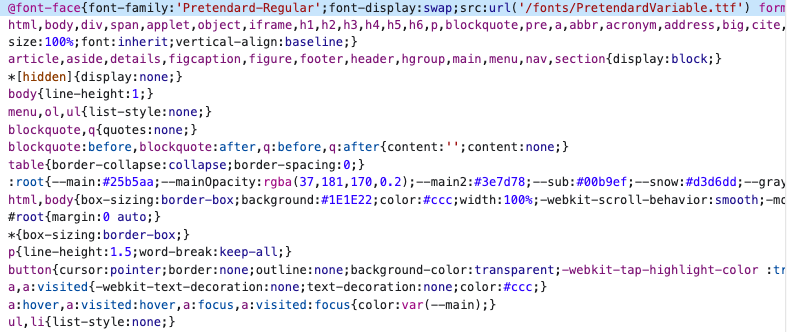 @font-face{font-family:'Pretendard-Regular';font-display:swap;src:url('/fonts/PretendardVariable.ttf') form
html,body,div,span,applet,object,iframe,h1,h2,h3,h4,h5,h6,p,blockquote,pre,a,abbr,acronym,address,big,cite,
size:100%;font:inherit;vertical-align:baseline;}
article,aside,details,figcaption,figure,footer,header,hgroup,main,menu,nav,section{display:block;}
*[hidden]{display:none;}
body{line-height:1;}
menu,ol,ul{list-style:none;}
blockquote,q{quotes:none;}
blockquote:before,blockquote:after,q:before,q:after{content:'';content:none;}
table{border-collapse:collapse;border-spacing:0;}
:root{--main:#25b5aa;--mainOpacity:rgba(37,181,170,0.2);--main2:#3e7d78;--sub:#00b9ef;--snow:#d3d6dd;--gray
html,body{box-sizing:border-box;background:#1E1E22;color:#ccc;width:100%;-webkit-scroll-behavior:smooth;-mo
#root{margin:0 auto;}
*{box-sizing:border-box;}
p{line-height:1.5;word-break:keep-all;}
button{cursor:pointer;border:none;outline:none;background-color:transparent;-webkit-tap-highlight-color :tr
a,a:visited{-webkit-text-decoration:none;text-decoration:none;color:#ccc;}
a:hover,a:visited:hover,a:focus,a:visited:focus{color:var(--main);}
ul,li{list-style:none;}